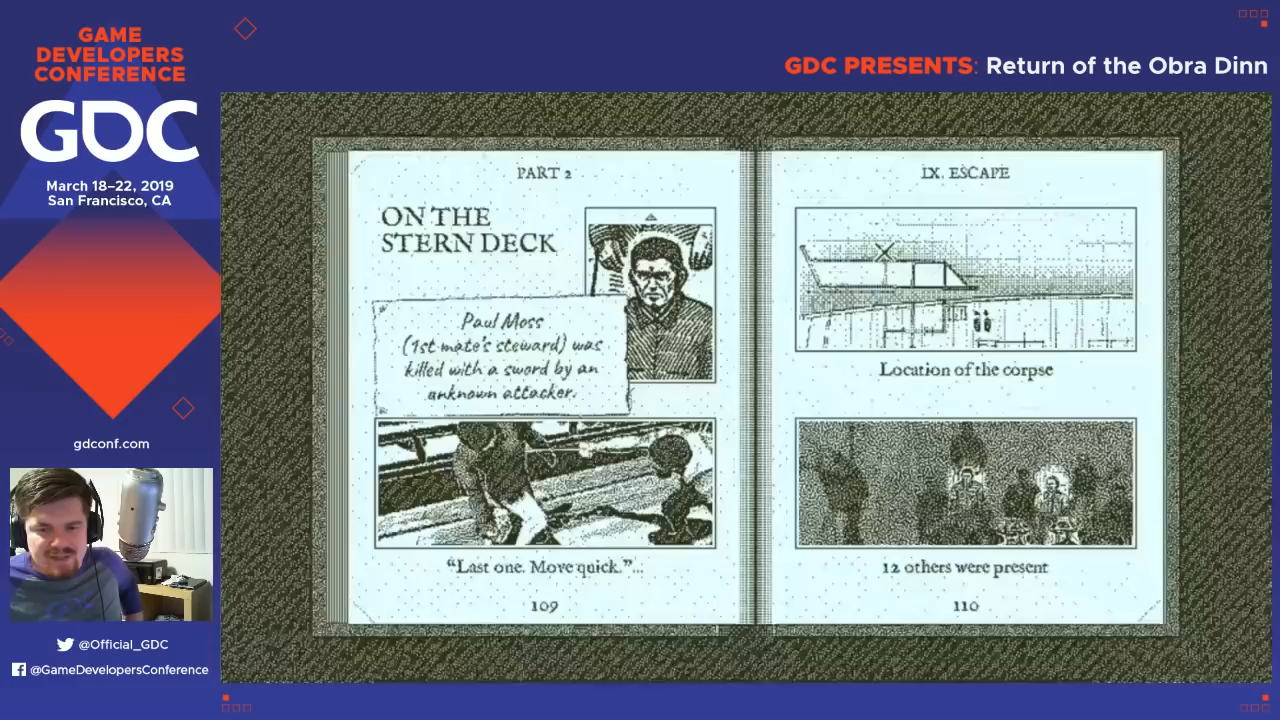 GAME
DEVELOPERS
CONFERENCE
GDC
March 18–22, 2019
San Francisco, CA
gdconf.com
@Official_GDC
@GameDevelopersConference
GDC PRESENTS: Return of the Obra Dinn
PART 2
ON THE
STERN DECK
Paul Moss
(1st mate's steward) was
killed with a sword by an
unknown attacker.
“Last one. Move quick.”...
109
IX. ESCAPE
Location of the corpse
12 others were present
110